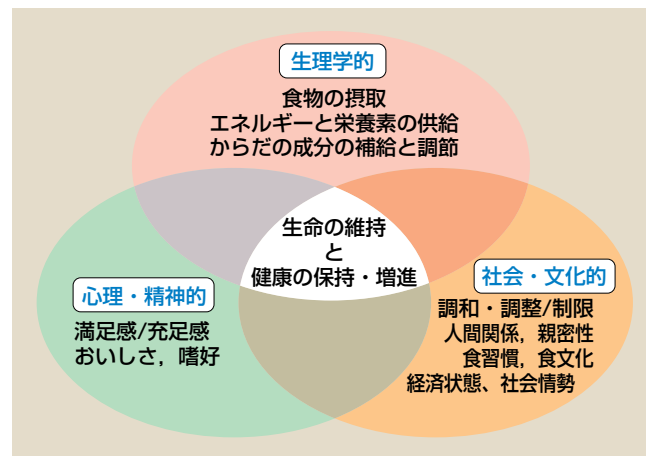 生理学的
食物の摂取
エネルギーと栄養素の供給
からだの成分の補給と調節
生命の維持
と
健康の保持・増進
心理・精神的
満足感/充足感
おいしさ，嗜好
社会・文化的
調和・調整/制限
人間関係，親密性
食習慣，食文化
経済状態、社会情勢